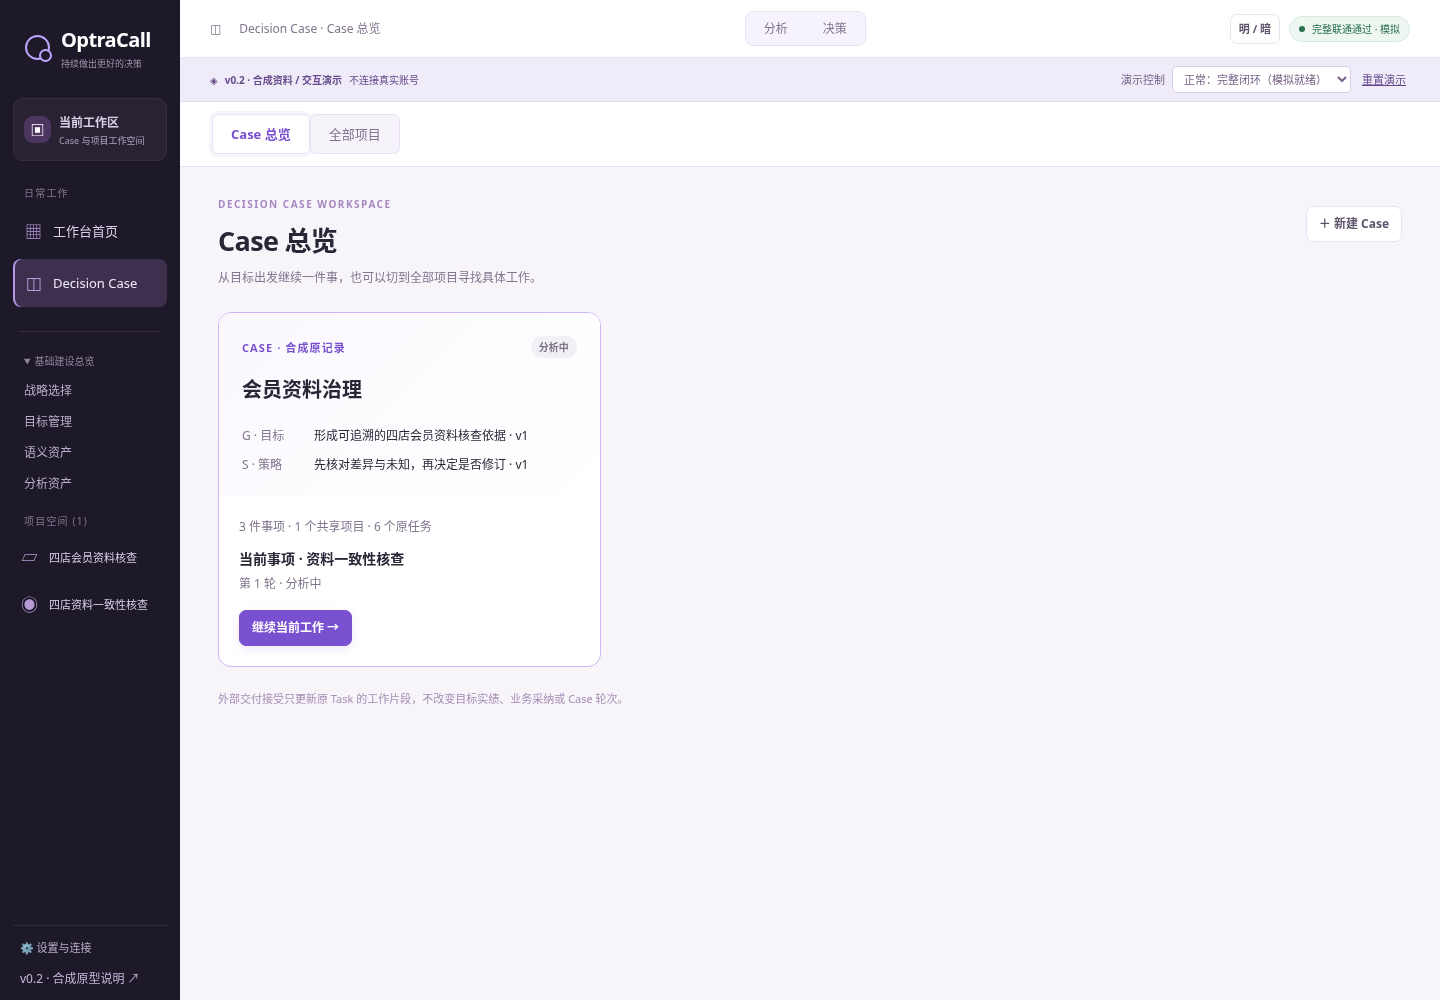 OptraCall
持续做出更好的决策
当前工作区
Case 与项目工作空间
日常工作
工作台首页
Decision Case
▼ 基础建设总览
战略选择
目标管理
语义资产
分析资产
项目空间 (1)
四店会员资料核查
四店资料一致性核查
设置与连接
v0.2 · 合成原型说明 ↗
Decision Case · Case 总览
分析
决策
明 / 暗
完整联通通过 · 模拟
v0.2 · 合成资料 / 交互演示 不连接真实账号
演示控制
正常：完整闭环（模拟就绪）
重置演示
Case 总览
全部项目
DECISION CASE WORKSPACE
Case 总览
从目标出发继续一件事，也可以切到全部项目寻找具体工作。
＋ 新建 Case
CASE · 合成原记录
分析中
会员资料治理
G · 目标 形成可追溯的四店会员资料核查依据 · v1
S · 策略 先核对差异与未知，再决定是否修订 · v1
3 件事项 · 1 个共享项目 · 6 个原任务
当前事项 · 资料一致性核查
第 1 轮 · 分析中
继续当前工作 →
外部交付接受只更新原 Task 的工作片段，不改变目标实绩、业务采纳或 Case 轮次。